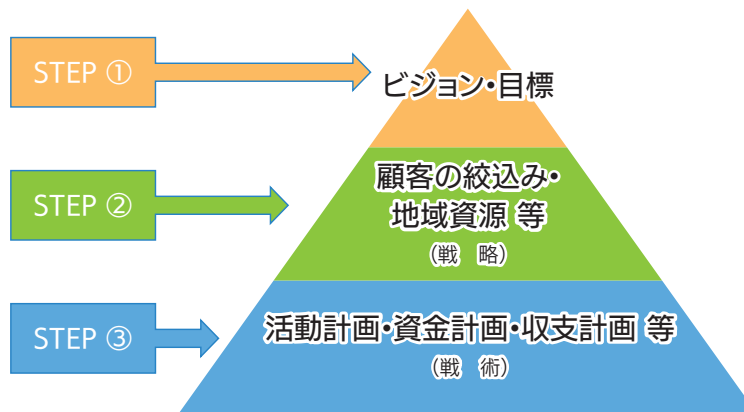 STEP ①
ビジョン・目標
STEP ②
顧客の絞込み・
地域資源 等
(戦　略)
STEP ③
活動計画・資金計画・収支計画 等
(戦　術)